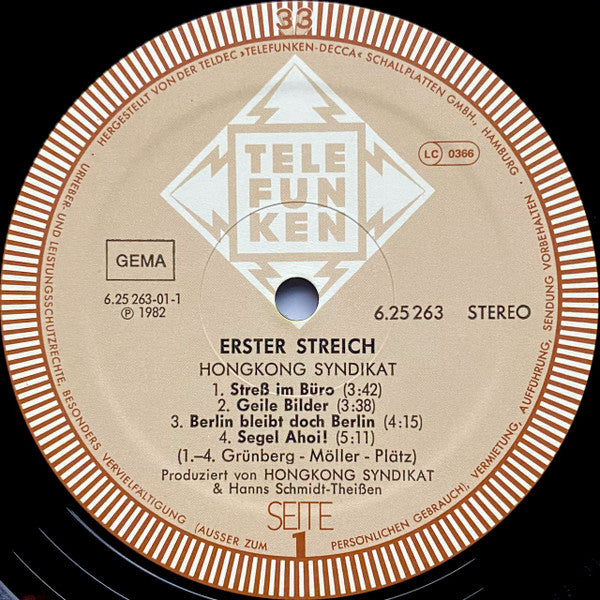 33
HERGESTELLT VON DER TELDEC »TELEFUNKEN-DECCA« SCHALLPLATTEN GMBH, HAMBURG
URHEBER- UND LEISTUNGSSCHUTZRECHTE, BESONDERS VERVIELFÄLTIGUNG (AUSSER ZUM PERSÖNLICHEN GEBRAUCH), VERMIETUNG, AUFFÜHRUNG, SENDUNG VORBEHALTEN
TELE
FUN
KEN
LC 0366
GEMA
6.25 263-01-1
℗ 1982
6.25 263 STEREO
ERSTER STREICH
HONGKONG SYNDIKAT
1. Streß im Büro (3:42)
2. Geile Bilder (3:38)
3. Berlin bleibt doch Berlin (4:15)
4. Segel Ahoi! (5:11)
(1.–4. Grünberg - Möller - Plätz)
Produziert von HONGKONG SYNDIKAT
& Hanns Schmidt-Theißen
SEITE
1